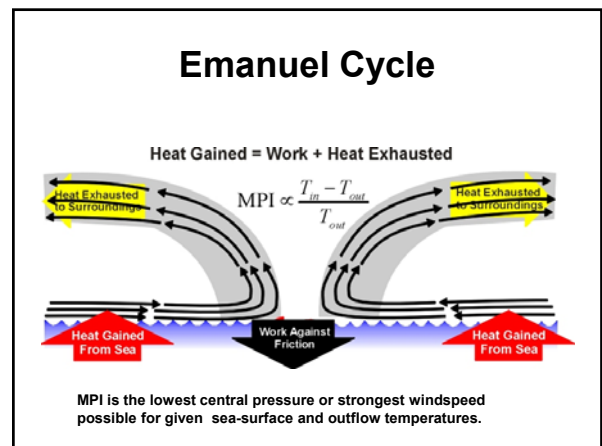 Emanuel Cycle
Heat Gained = Work + Heat Exhausted
Heat Exhausted
to Surroundings
MPI ∝ (T_in − T_out) / T_out
Heat Exhausted
to Surroundings
Heat Gained
From Sea
Work Against
Friction
Heat Gained
From Sea
MPI is the lowest central pressure or strongest windspeed
possible for given sea-surface and outflow temperatures.